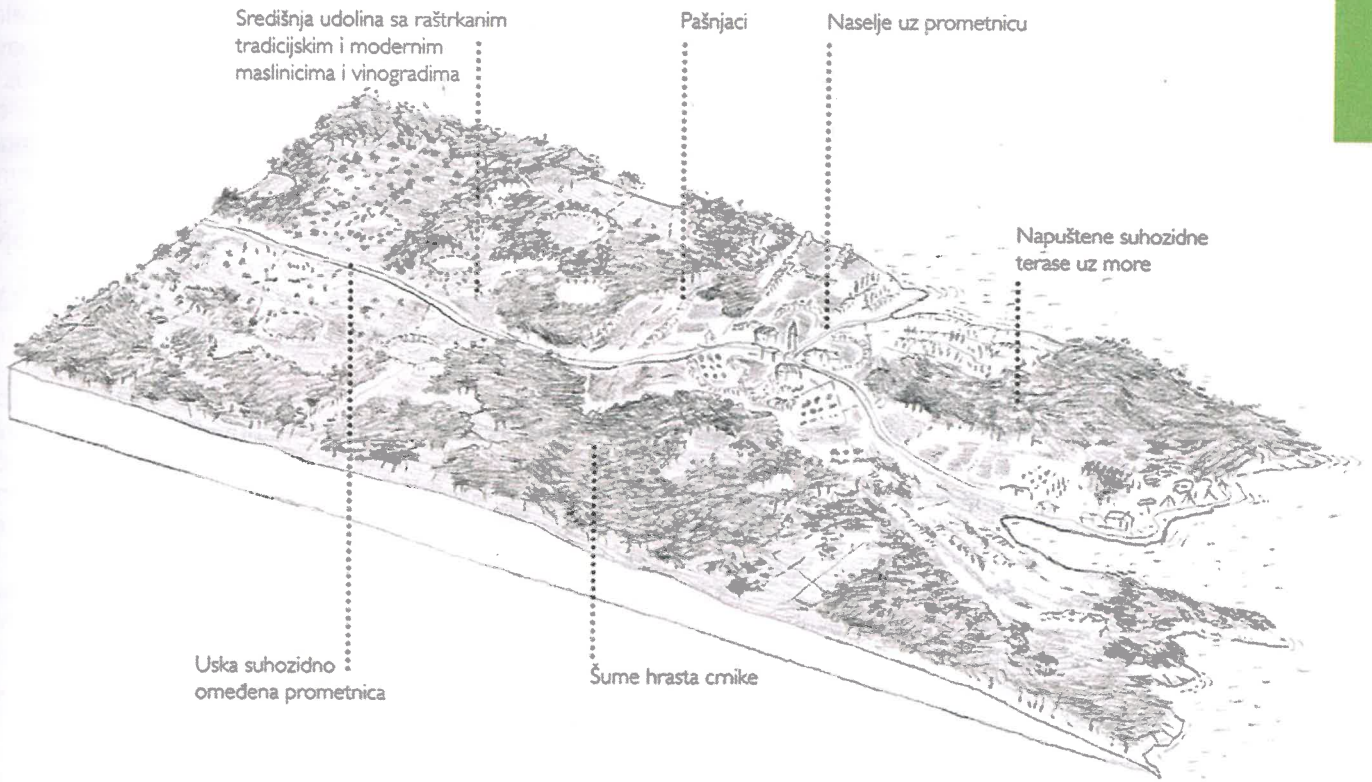 Središnja udolina sa raštrkanim
tradicijskim i modernim
maslinicima i vinogradima
Pašnjaci
Naselje uz prometnicu
Napuštene suhozidne
terase uz more
Uska suhozidno
omeđena prometnica
Šume hrasta crnike